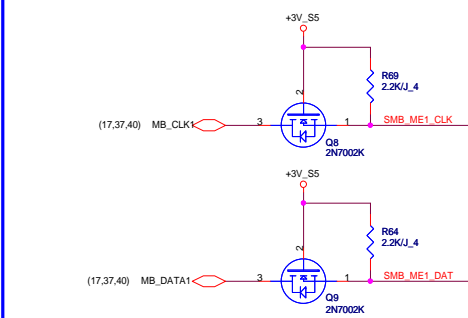 +3V_S5
2
R69
2.2K/J_4
(17,37,40) MB_CLK1
3
1
SMB_ME1_CLK
Q8
2N7002K
+3V_S5
2
R64
2.2K/J_4
(17,37,40) MB_DATA1
3
1
SMB_ME1_DAT
Q9
2N7002K